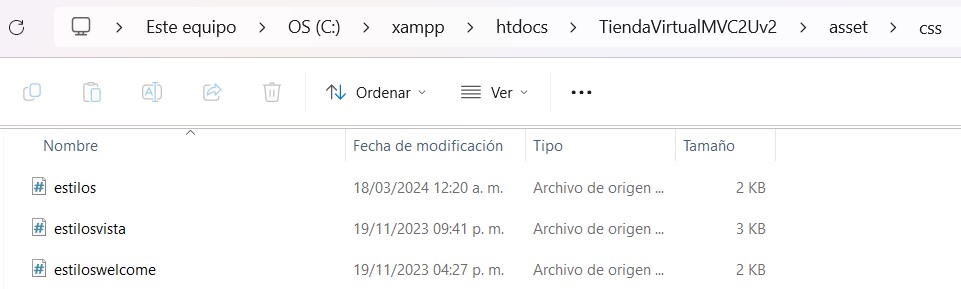 Este equipo > OS (C:) > xampp > htdocs > TiendaVirtualMVC2Uv2 > asset > css
Ordenar Ver ...
Nombre Fecha de modificación Tipo Tamaño
# estilos 18/03/2024 12:20 a. m. Archivo de origen ... 2 KB
# estilosvista 19/11/2023 09:41 p. m. Archivo de origen ... 3 KB
# estiloswelcome 19/11/2023 04:27 p. m. Archivo de origen ... 2 KB